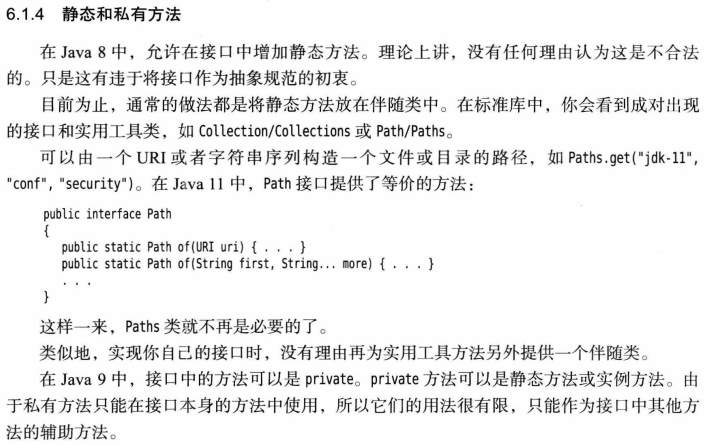 6.1.4 静态和私有方法
在 Java 8 中，允许在接口中增加静态方法。理论上讲，没有任何理由认为这是不合法
的。只是这有违于将接口作为抽象规范的初衷。
目前为止，通常的做法都是将静态方法放在伴随类中。在标准库中，你会看到成对出现
的接口和实用工具类，如 Collection/Collections 或 Path/Paths。
可以由一个 URI 或者字符串序列构造一个文件或目录的路径，如 Paths.get("jdk-11",
"conf", "security")。在 Java 11 中，Path 接口提供了等价的方法：
public interface Path
{
public static Path of(URI uri) { . . . }
public static Path of(String first, String... more) { . . . }
. . .
}
这样一来，Paths 类就不再是必要的了。
类似地，实现你自己的接口时，没有理由再为实用工具方法另外提供一个伴随类。
在 Java 9 中，接口中的方法可以是 private。private 方法可以是静态方法或实例方法。由
于私有方法只能在接口本身的方法中使用，所以它们的用法很有限，只能作为接口中其他方
法的辅助方法。